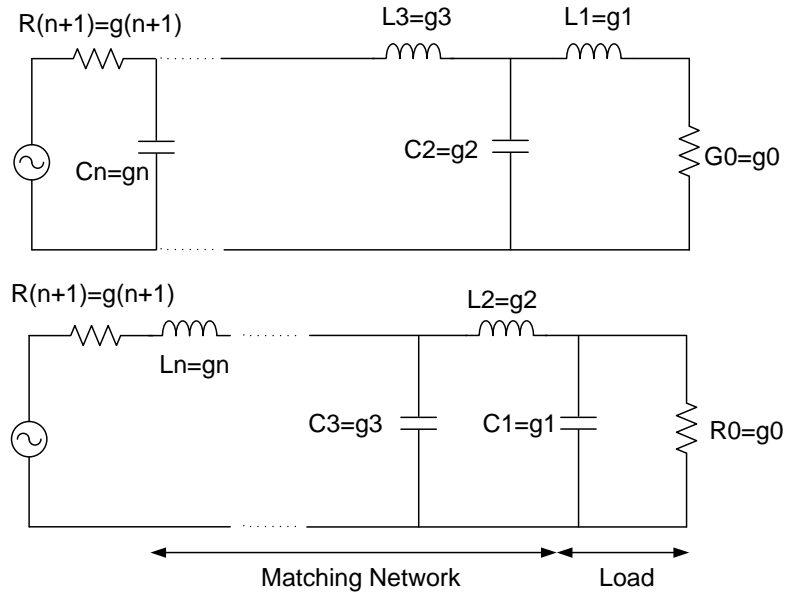 R(n+1)=g(n+1)
L3=g3
L1=g1
Cn=gn
C2=g2
G0=g0
R(n+1)=g(n+1)
L2=g2
Ln=gn
C3=g3
C1=g1
R0=g0
Matching Network
Load